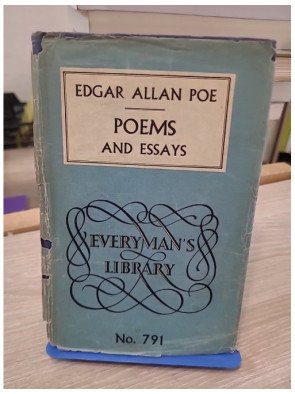 EDGAR ALLAN POE
POEMS
AND ESSAYS
EVERYMAN'S
LIBRARY
No. 791